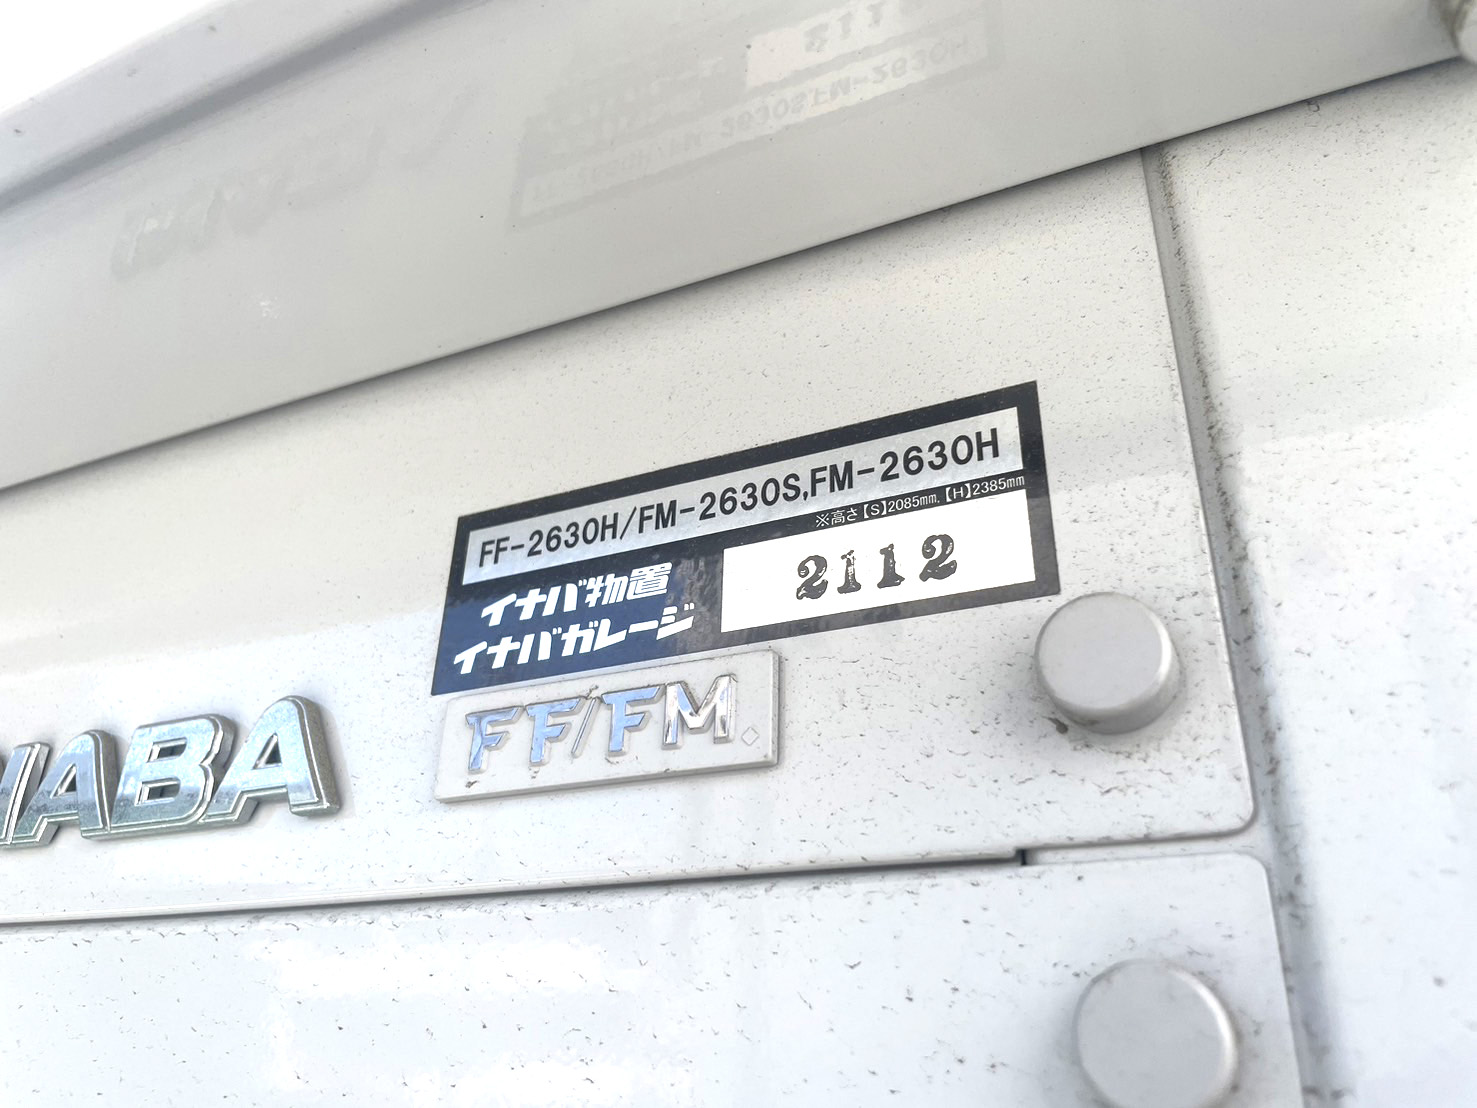 FF-2630H/FM-2630S,FM-2630H
※高さ【S】2085mm,【H】2385mm
イナバ物置
イナバガレージ
2112
FF/FM
ABA